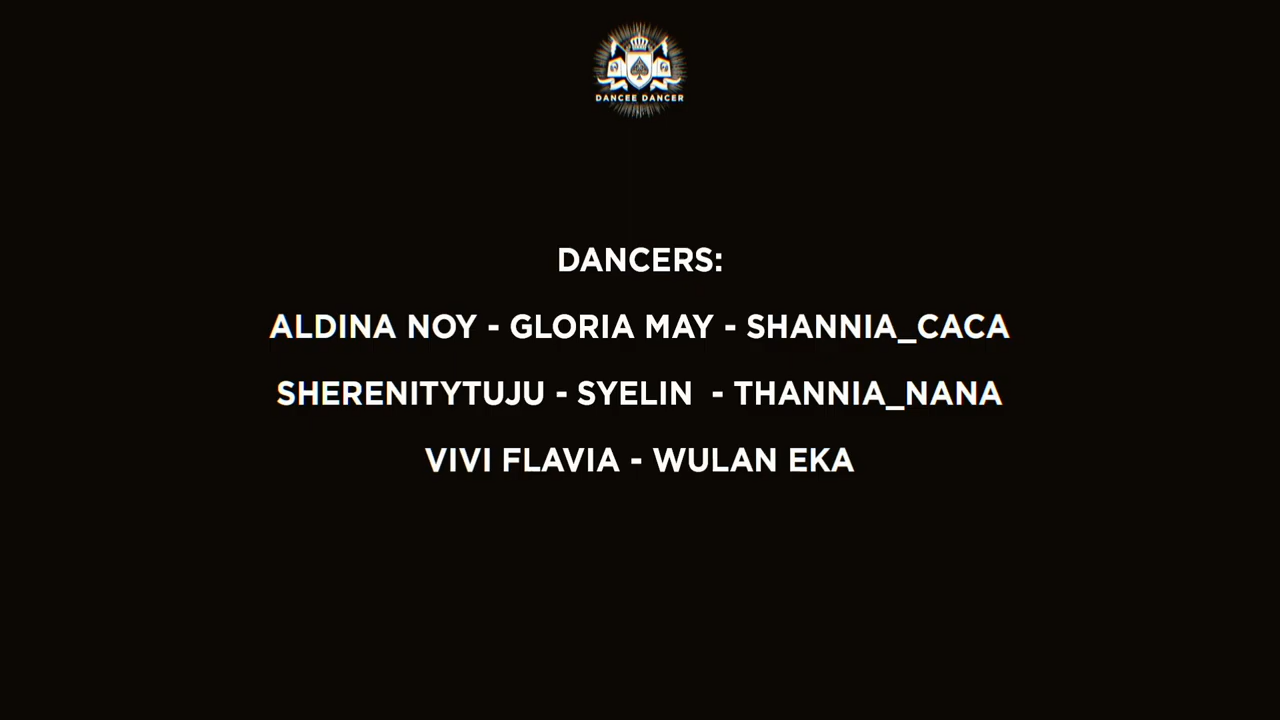 DANCEE DANCER
DANCERS:
ALDINA NOY - GLORIA MAY - SHANNIA_CACA
SHERENITYTUJU - SYELIN - THANNIA_NANA
VIVI FLAVIA - WULAN EKA